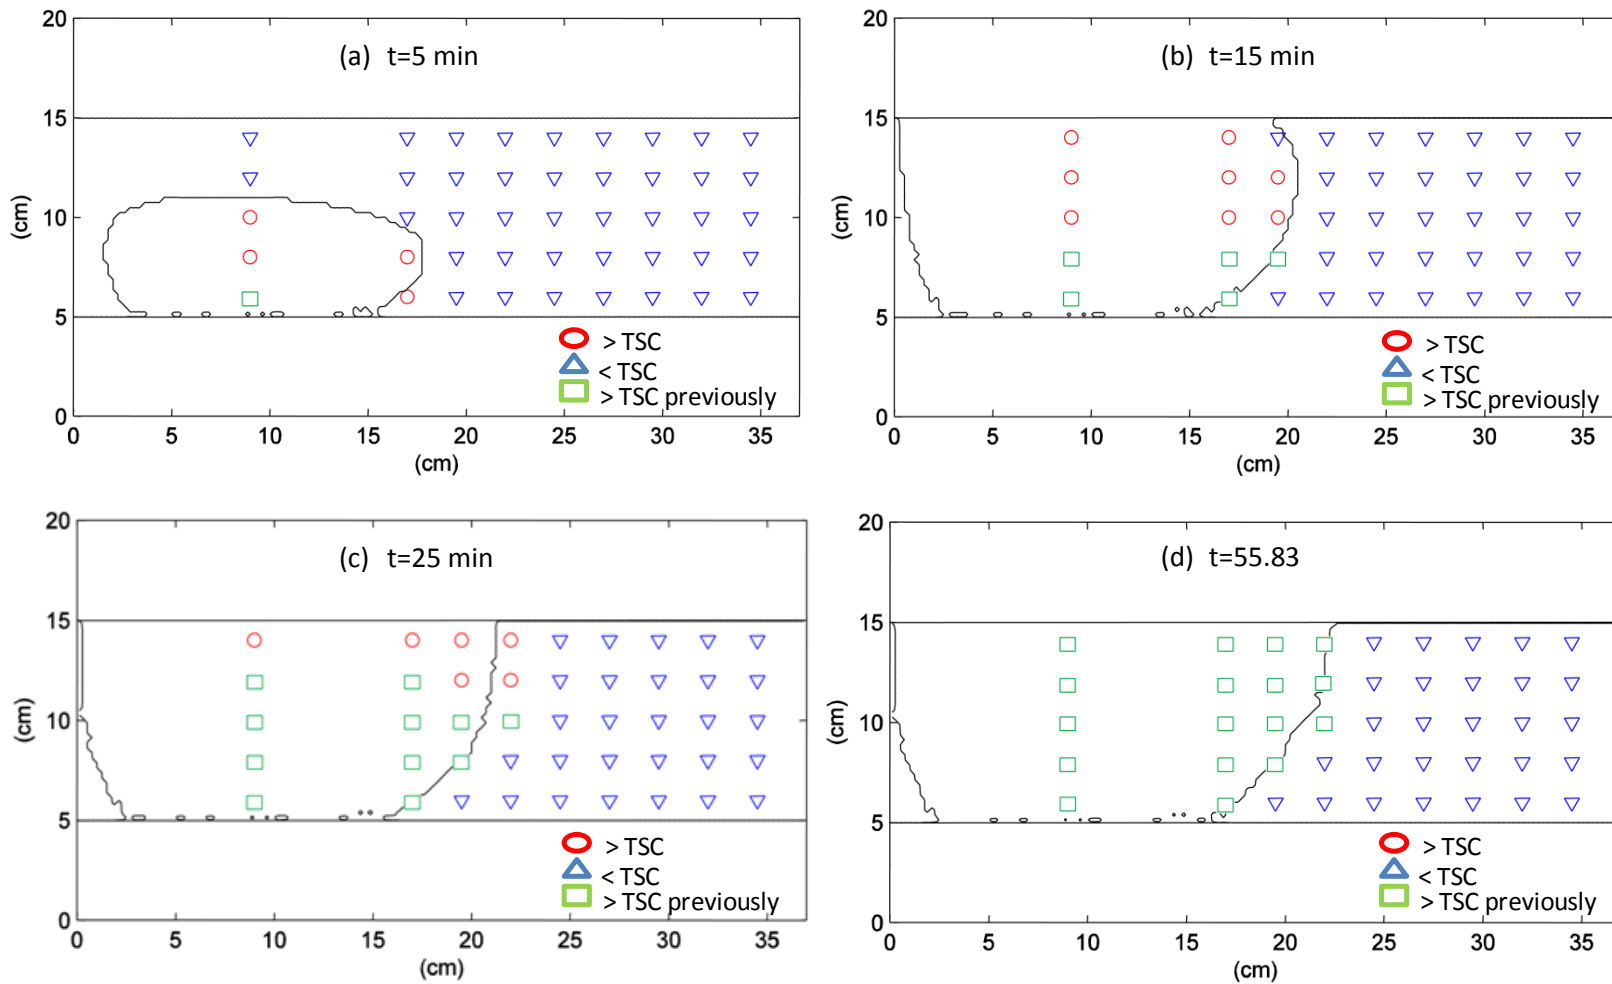 (a) t=5 min
20
15
10
5
0
(cm)
> TSC
< TSC
> TSC previously
0 5 10 15 20 25 30 35
(cm)
(b) t=15 min
20
15
10
5
0
(cm)
> TSC
< TSC
> TSC previously
0 5 10 15 20 25 30 35
(cm)
(c) t=25 min
20
15
10
5
0
(cm)
> TSC
< TSC
> TSC previously
0 5 10 15 20 25 30 35
(cm)
(d) t=55.83
20
15
10
5
0
(cm)
> TSC
< TSC
> TSC previously
0 5 10 15 20 25 30 35
(cm)